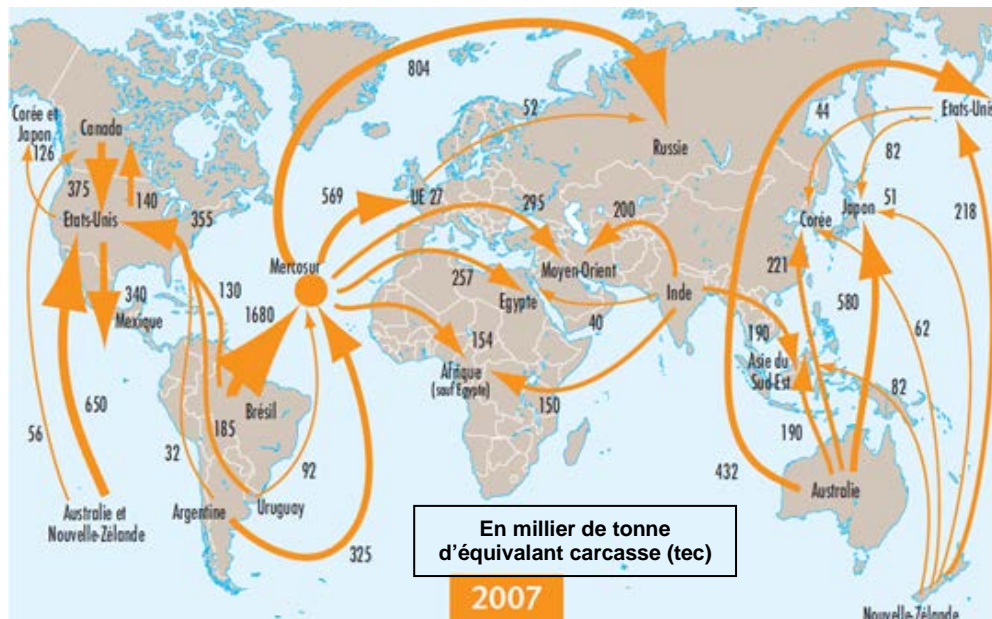 804
52
44
Etats-Unis
Corée et
Japon
Canada
126
Russie
82
375
140
569
UE 27
295
200
Japon
51
Corée
218
355
Etats-Unis
Mercosur
Moyen-Orient
221
257
Egypte
Inde
340
130
Mexique
1680
580
40
190
62
154
Afrique
(sauf Egypte)
Asie du
Sud-Est
650
Brésil
150
82
56
185
190
32
92
432
Australie
Australie et
Nouvelle-Zélande
Argentine
Uruguay
325
En millier de tonne
d'équivalant carcasse (tec)
2007
Nouvelle-Zélande